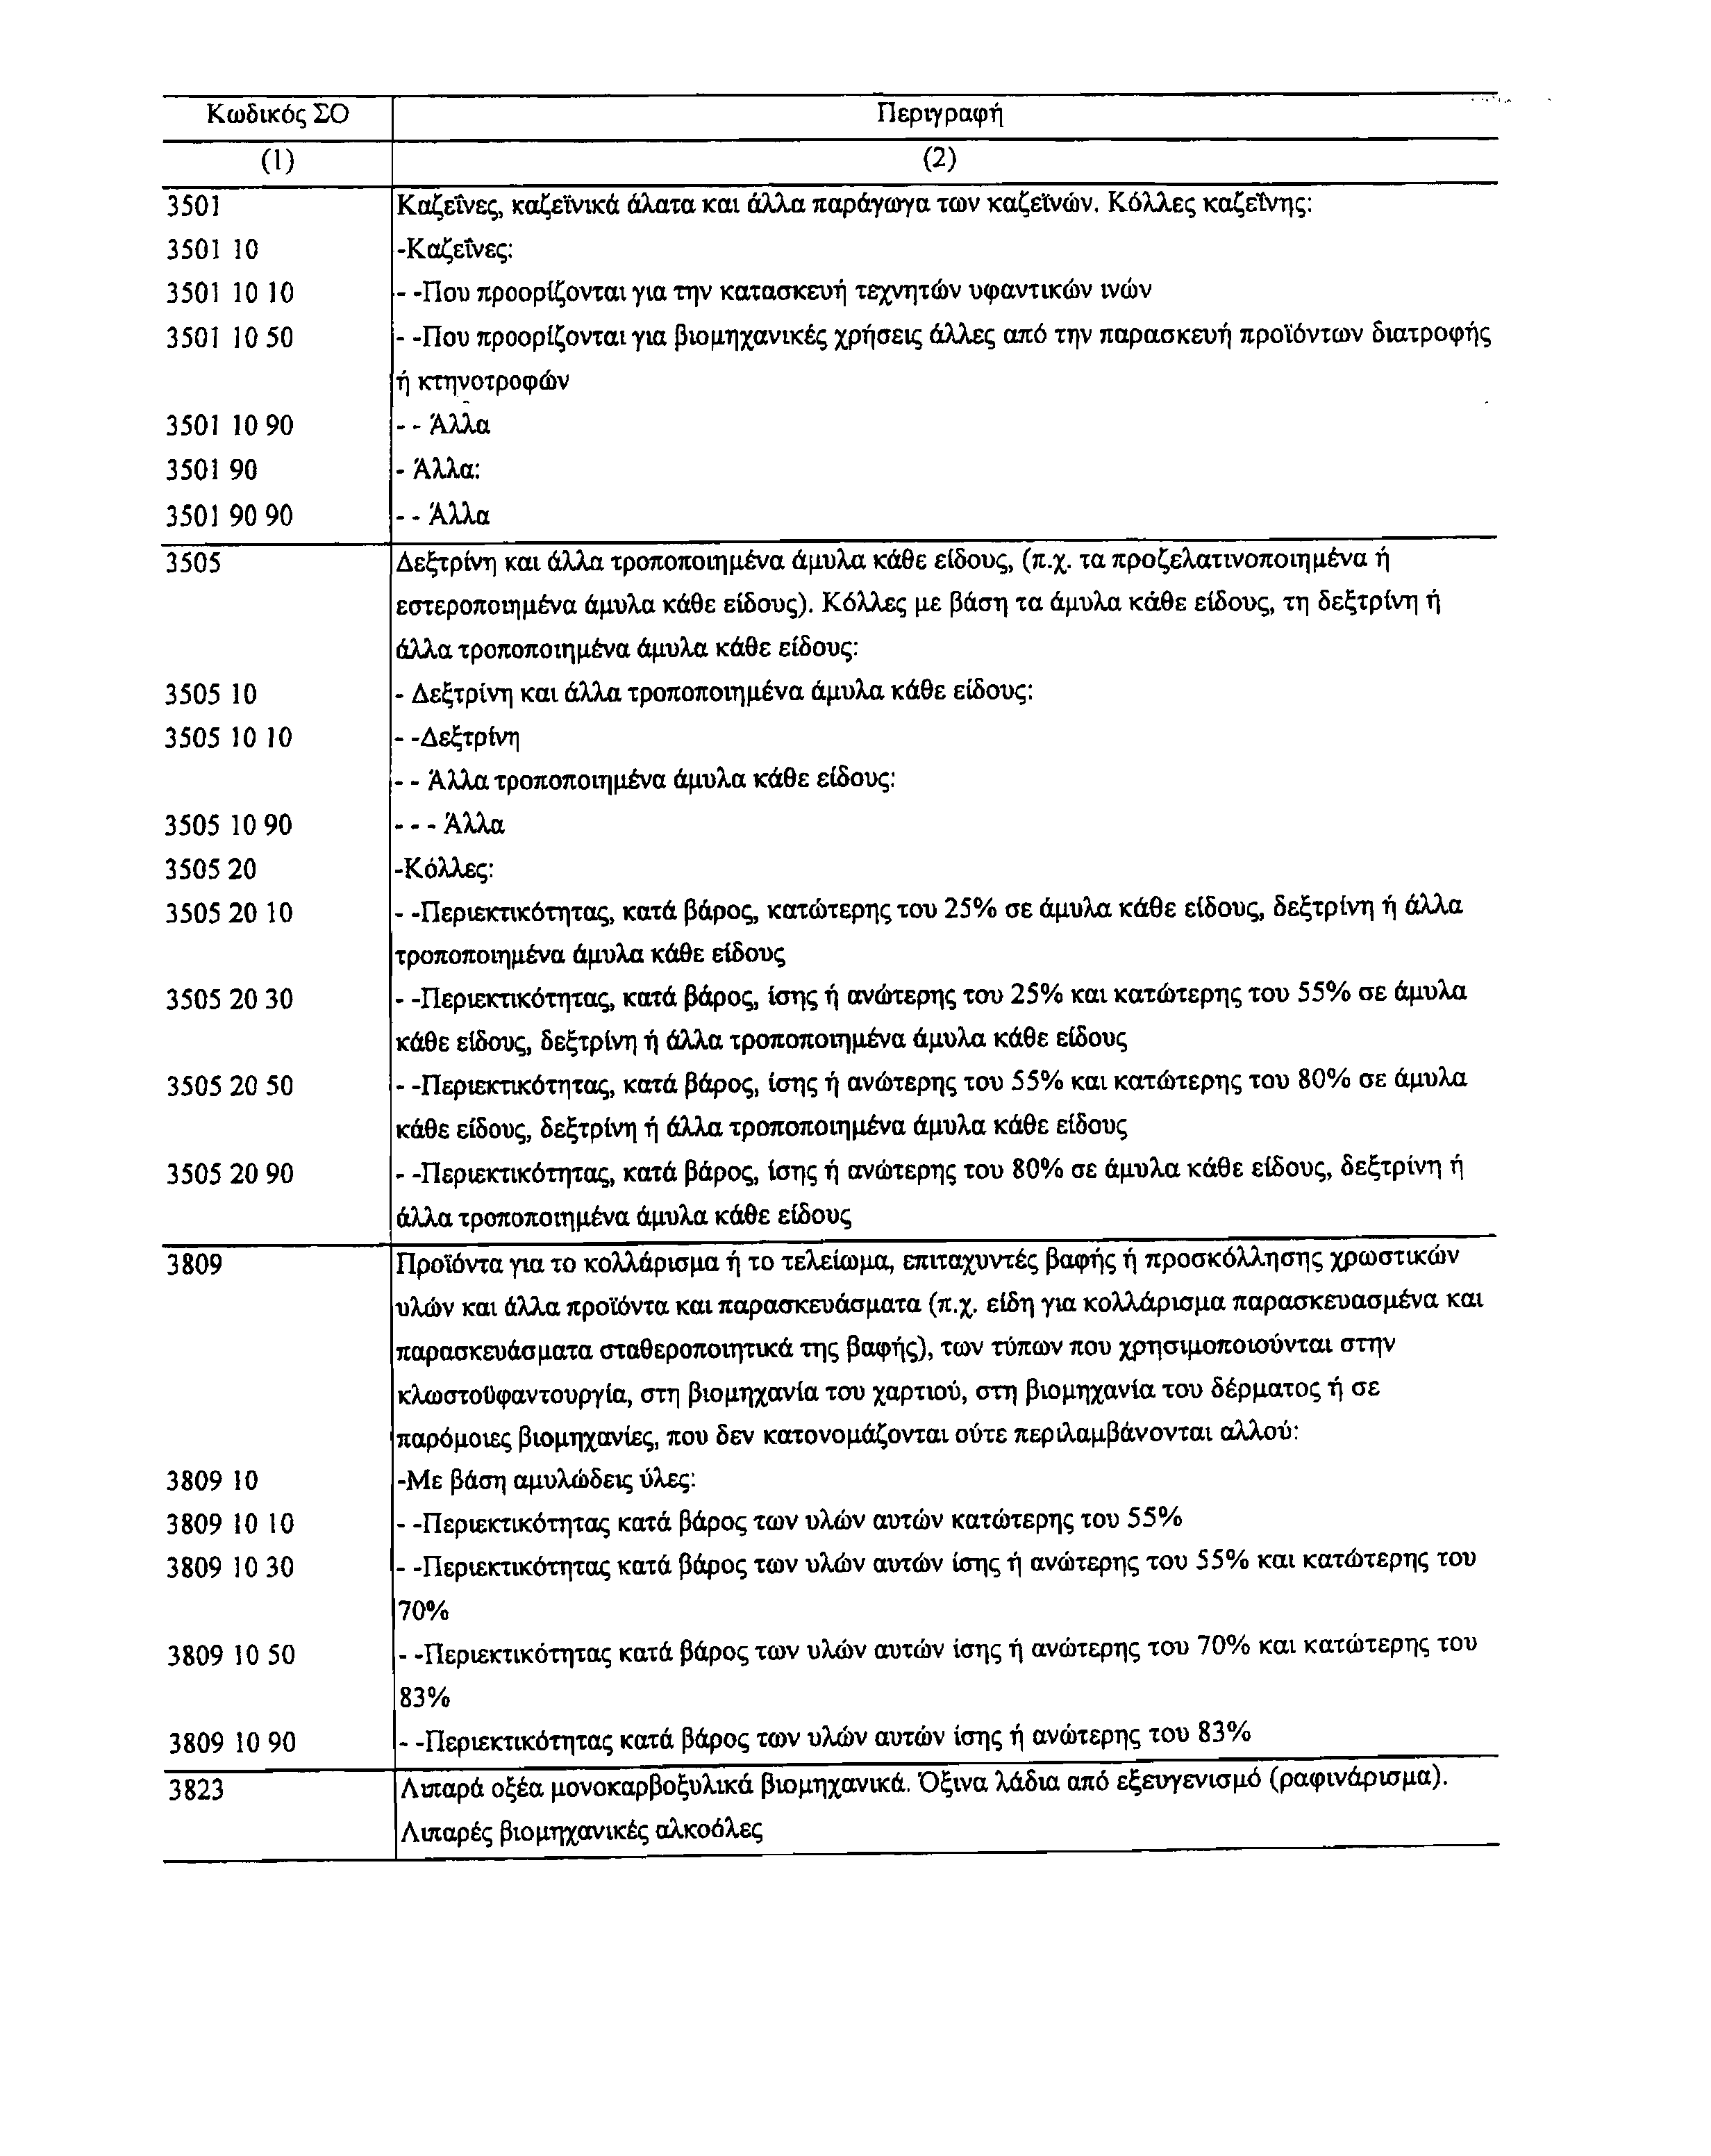 Κωδικός ΣΟ Περιγραφή
(1) (2)
3501 Καζεΐνες, καζεϊνικά άλατα και άλλα παράγωγα των καζεϊνών. Κόλλες καζεΐνης:
3501 10 -Καζεΐνες:
3501 10 10 - -Που προορίζονται για την κατασκευή τεχνητών υφαντικών ινών
3501 10 50 - -Που προορίζονται για βιομηχανικές χρήσεις άλλες από την παρασκευή προϊόντων διατροφής
ή κτηνοτροφών
3501 10 90 - - Άλλα
3501 90 - Άλλα:
3501 90 90 - - Άλλα
3505 Δεξτρίνη και άλλα τροποποιημένα άμυλα κάθε είδους, (π.χ. τα προζελατινοποιημένα ή
εστεροποιημένα άμυλα κάθε είδους). Κόλλες με βάση τα άμυλα κάθε είδους, τη δεξτρίνη ή
άλλα τροποποιημένα άμυλα κάθε είδους:
3505 10 - Δεξτρίνη και άλλα τροποποιημένα άμυλα κάθε είδους:
3505 10 10 - -Δεξτρίνη
- - Άλλα τροποποιημένα άμυλα κάθε είδους:
3505 10 90 - - - Άλλα
3505 20 -Κόλλες:
3505 20 10 - -Περιεκτικότητας, κατά βάρος, κατώτερης του 25% σε άμυλα κάθε είδους, δεξτρίνη ή άλλα
τροποποιημένα άμυλα κάθε είδους
3505 20 30 - -Περιεκτικότητας, κατά βάρος, ίσης ή ανώτερης του 25% και κατώτερης του 55% σε άμυλα
κάθε είδους, δεξτρίνη ή άλλα τροποποιημένα άμυλα κάθε είδους
3505 20 50 - -Περιεκτικότητας, κατά βάρος, ίσης ή ανώτερης του 55% και κατώτερης του 80% σε άμυλα
κάθε είδους, δεξτρίνη ή άλλα τροποποιημένα άμυλα κάθε είδους
3505 20 90 - -Περιεκτικότητας, κατά βάρος, ίσης ή ανώτερης του 80% σε άμυλα κάθε είδους, δεξτρίνη ή
άλλα τροποποιημένα άμυλα κάθε είδους
3809 Προϊόντα για το κολλάρισμα ή το τελείωμα, επιταχυντές βαφής ή προσκόλλησης χρωστικών
υλών και άλλα προϊόντα και παρασκευάσματα (π.χ. είδη για κολλάρισμα παρασκευασμένα και
παρασκευάσματα σταθεροποιητικά της βαφής), των τύπων που χρησιμοποιούνται στην
κλωστοϋφαντουργία, στη βιομηχανία του χαρτιού, στη βιομηχανία του δέρματος ή σε
παρόμοιες βιομηχανίες, που δεν κατονομάζονται ούτε περιλαμβάνονται αλλού:
3809 10 -Με βάση αμυλώδεις ύλες:
3809 10 10 - -Περιεκτικότητας κατά βάρος των υλών αυτών κατώτερης του 55%
3809 10 30 - -Περιεκτικότητας κατά βάρος των υλών αυτών ίσης ή ανώτερης του 55% και κατώτερης του
70%
3809 10 50 - -Περιεκτικότητας κατά βάρος των υλών αυτών ίσης ή ανώτερης του 70% και κατώτερης του
83%
3809 10 90 - -Περιεκτικότητας κατά βάρος των υλών αυτών ίσης ή ανώτερης του 83%
3823 Λιπαρά οξέα μονοκαρβοξυλικά βιομηχανικά. Όξινα λάδια από εξευγενισμό (ραφινάρισμα).
Λιπαρές βιομηχανικές αλκοόλες